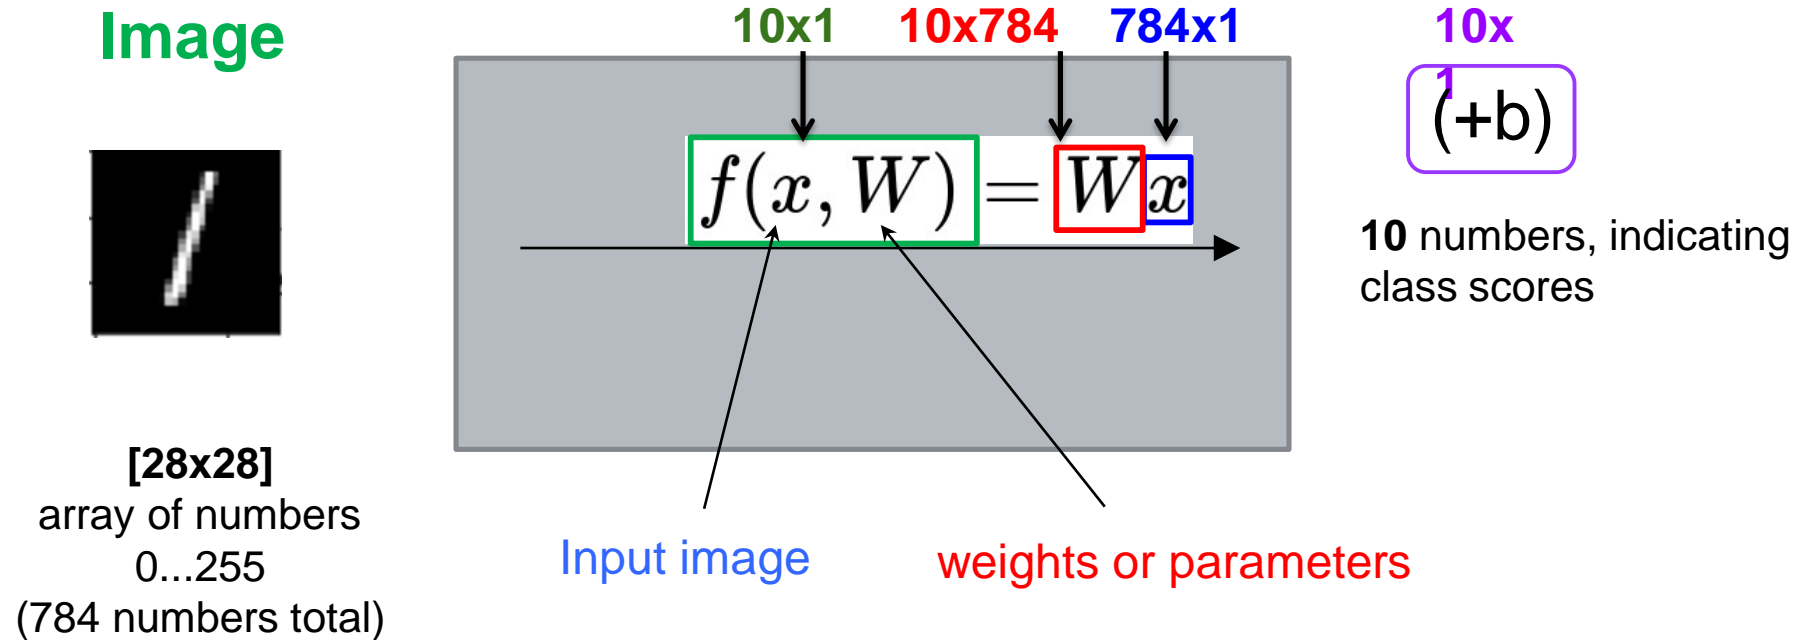 Image
10x1 10x784 784x1
10x
1
(+b)
f(x, W) = Wx
10 numbers, indicating
class scores
[28x28]
array of numbers
0...255
(784 numbers total)
Input image
weights or parameters